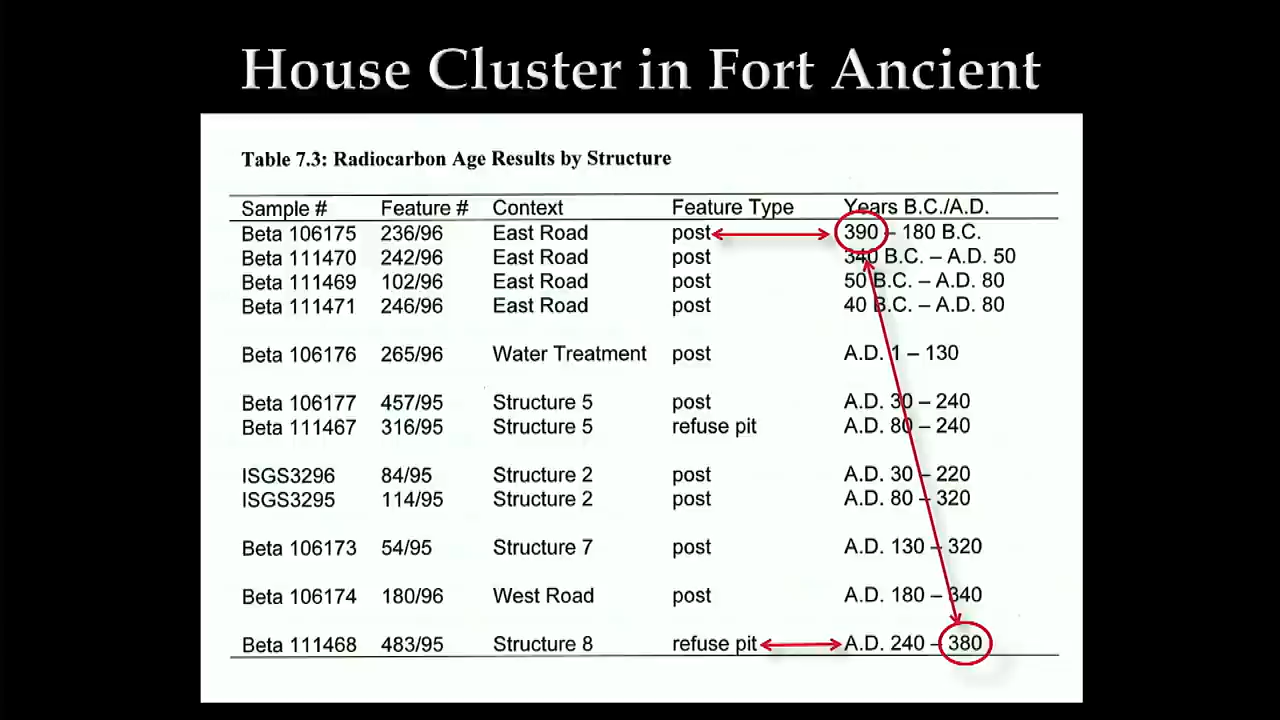 House Cluster in Fort Ancient
Table 7.3: Radiocarbon Age Results by Structure
Sample # Feature # Context Feature Type Years B.C./A.D.
Beta 106175 236/96 East Road post 390 – 180 B.C.
Beta 111470 242/96 East Road post 340 B.C. – A.D. 50
Beta 111469 102/96 East Road post 50 B.C. – A.D. 80
Beta 111471 246/96 East Road post 40 B.C. – A.D. 80
Beta 106176 265/96 Water Treatment post A.D. 1 – 130
Beta 106177 457/95 Structure 5 post A.D. 30 – 240
Beta 111467 316/95 Structure 5 refuse pit A.D. 80 – 240
ISGS3296 84/95 Structure 2 post A.D. 30 – 220
ISGS3295 114/95 Structure 2 post A.D. 80 – 320
Beta 106173 54/95 Structure 7 post A.D. 130 – 320
Beta 106174 180/96 West Road post A.D. 180 – 340
Beta 111468 483/95 Structure 8 refuse pit A.D. 240 – 380